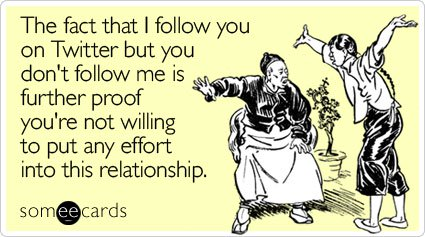 The fact that I follow you
on Twitter but you
don't follow me is
further proof
you're not willing
to put any effort
into this relationship.
someecards